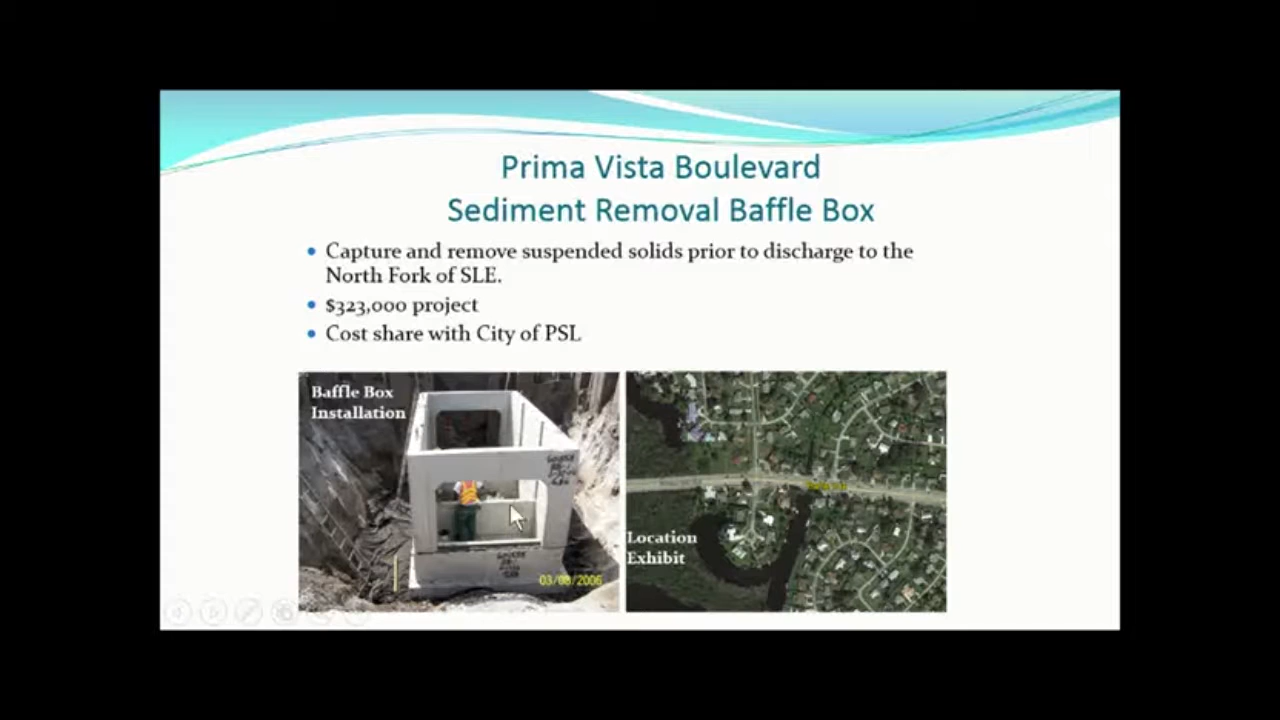 Prima Vista Boulevard
Sediment Removal Baffle Box
• Capture and remove suspended solids prior to discharge to the
North Fork of SLE.
• $323,000 project
• Cost share with City of PSL
Baffle Box
Installation
03/08/2006
Location
Exhibit